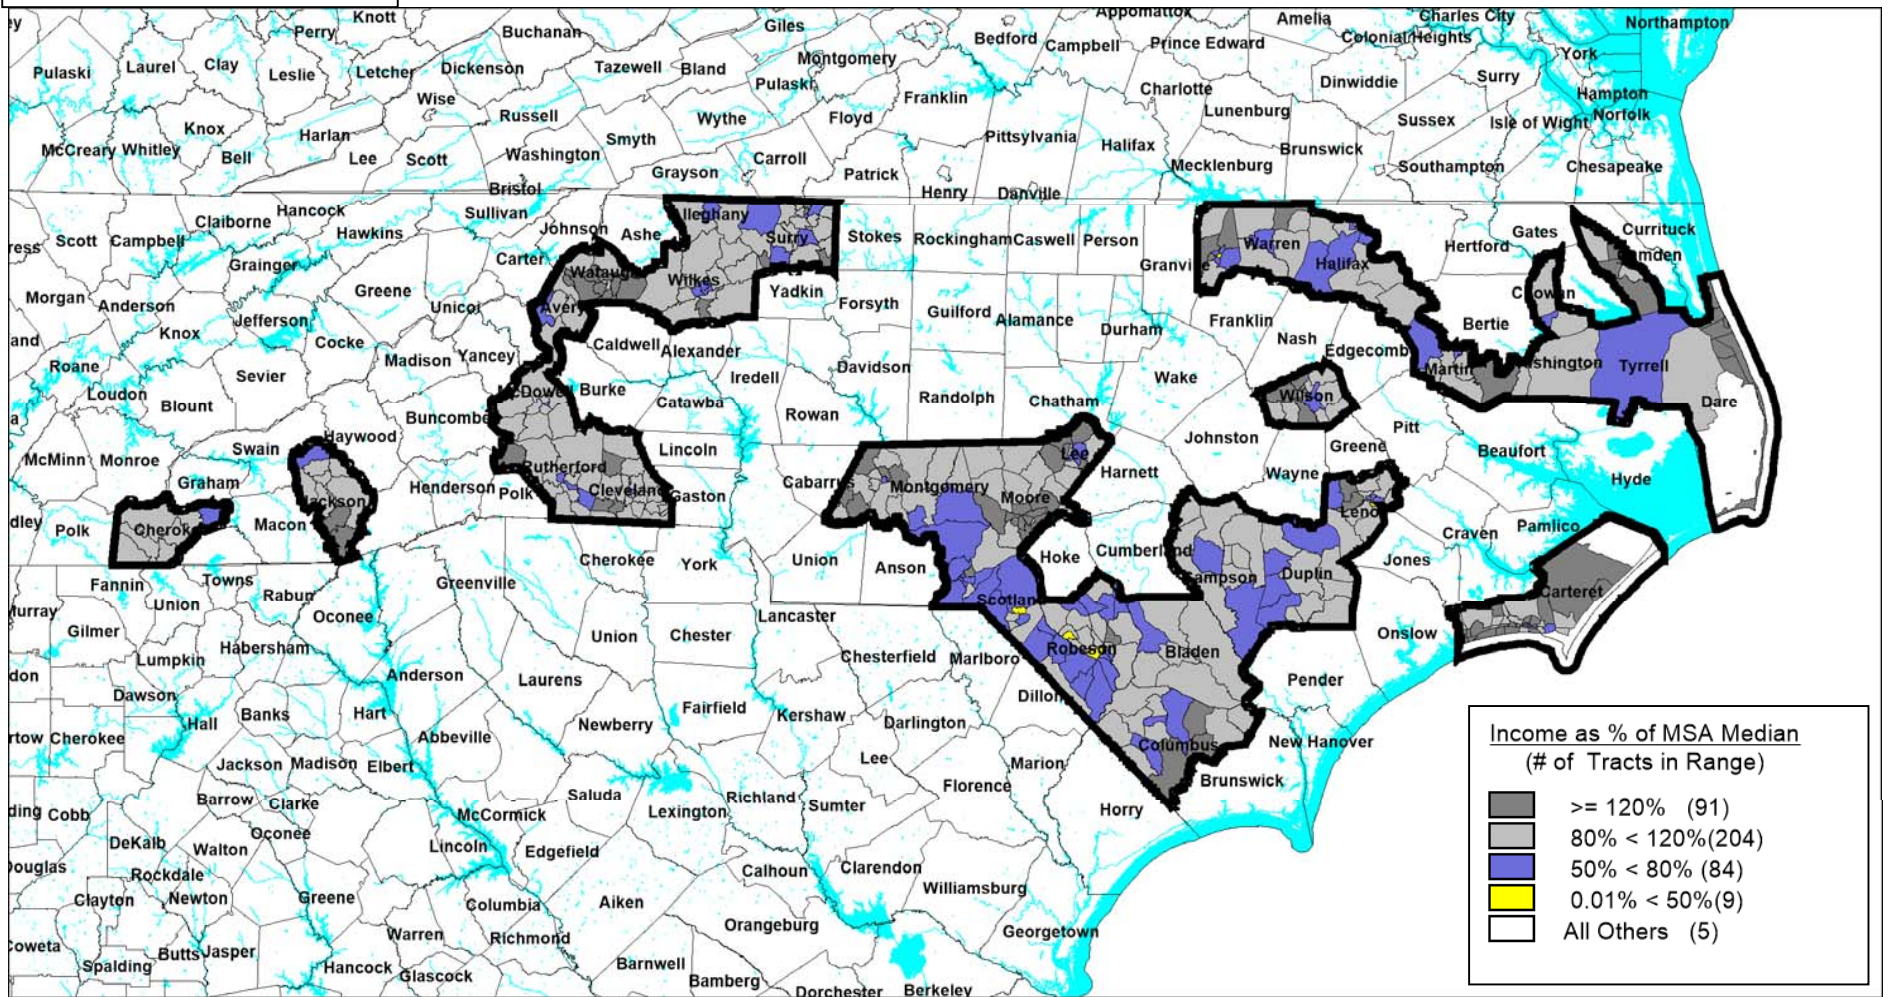 Knott
Perry
Buchanan
Giles
Appomattox
Amelia
Charles City
Northampton
Pulaski
Laurel
Clay
Leslie
Letcher
Dickenson
Tazewell
Bland
Montgomery
Bedford
Campbell
Prince Edward
Colonial Heights
York
Wise
Pulaski
Franklin
Charlotte
Dinwiddie
Surry
Hampton
Knox
Harlan
Russell
Smyth
Wythe
Floyd
Pittsylvania
Halifax
Lunenburg
Sussex
Isle of Wight
Norfolk
McCreary
Whitley
Bell
Lee
Scott
Washington
Carroll
Patrick
Mecklenburg
Brunswick
Southampton
Chesapeake
Bristol
Grayson
Henry
Danville
Scott
Campbell
Claiborne
Hancock
Hawkins
Sullivan
Johnson
Ashe
lleghany
Surry
Stokes
Rockingham
Caswell
Person
Granville
Warren
Halifax
Hertford
Gates
Currituck
Camden
Grainger
Carter
Watauga
Wilkes
Yadkin
Forsyth
Guilford
Alamance
Durham
Franklin
Nash
Edgecomb
Bertie
Chowan
Morgan
Anderson
Knox
Jefferson
Greene
Unicoi
Avery
Caldwell
Alexander
Roane
Loudon
Blount
Sevier
Cocke
Madison
Yancey
McDowell
Burke
Catawba
Iredell
Davidson
Rowan
Randolph
Chatham
Wake
Wilson
Martin
shington
Tyrrell
Dare
McMinn
Monroe
Swain
Haywood
Buncombe
Rutherford
Lincoln
Cabarrus
Montgomery
Moore
Lee
Harnett
Johnston
Wayne
Greene
Pitt
Beaufort
Hyde
dley
Polk
Graham
Cherok
Macon
Jackson
Henderson
Polk
Cleveland
Gaston
Union
Anson
Hoke
Cumberland
Sampson
Duplin
Leno
Jones
Craven
Pamlico
Carteret
Fannin
Towns
Union
Rabun
Oconee
Greenville
Cherokee
York
Lancaster
Scotlan
Robeson
Bladen
Onslow
Murray
Gilmer
Lumpkin
Habersham
Anderson
Union
Chester
Chesterfield
Marlboro
Dillon
Pender
don
Dawson
Hall
Banks
Hart
Laurens
Newberry
Fairfield
Kershaw
Darlington
Columbus
New Hanover
rtow
Cherokee
Jackson
Madison
Elbert
Abbeville
Lee
Florence
Marion
Brunswick
ding
Cobb
Barrow
Clarke
McCormick
Saluda
Lexington
Richland
Sumter
Horry
DeKalb
Walton
Oconee
Lincoln
Edgefield
Calhoun
Clarendon
Williamsburg
Douglas
Rockdale
Clayton
Newton
Greene
Columbia
Aiken
Orangeburg
Georgetown
Coweta
Spalding
Butts
Jasper
Warren
Richmond
Hancock
Glascock
Barnwell
Bamberg
Dorchester
Berkeley
Income as % of MSA Median
(# of Tracts in Range)
>= 120% (91)
80% < 120%(204)
50% < 80% (84)
0.01% < 50%(9)
All Others (5)